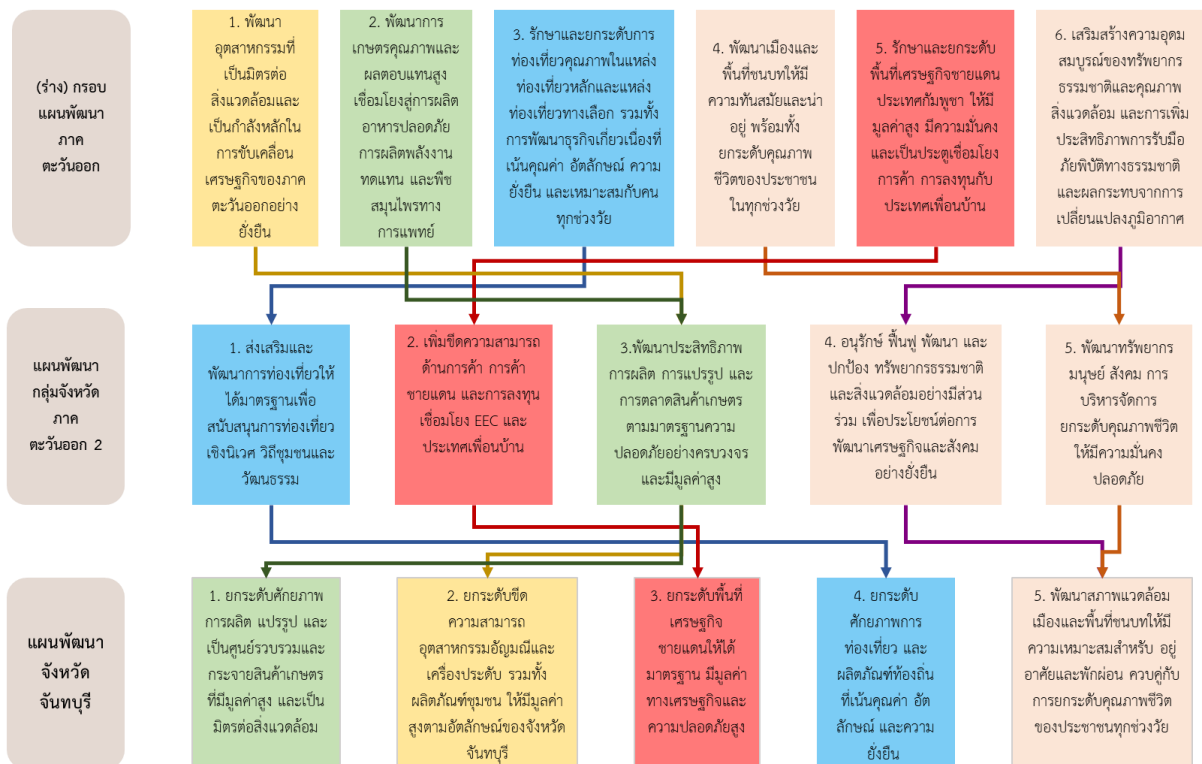 (ร่าง) กรอบ
แผนพัฒนา
ภาค
ตะวันออก
1. พัฒนา
อุตสาหกรรมที่
เป็นมิตรต่อ
สิ่งแวดล้อมและ
เป็นกำลังหลักใน
การขับเคลื่อน
เศรษฐกิจของภาค
ตะวันออกอย่าง
ยั่งยืน
2. พัฒนาการ
เกษตรคุณภาพและ
ผลตอบแทนสูง
เชื่อมโยงสู่การผลิต
อาหารปลอดภัย
การผลิตพลังงาน
ทดแทน และพืช
สมุนไพรทาง
การแพทย์
3. รักษาและยกระดับการ
ท่องเที่ยวคุณภาพในแหล่ง
ท่องเที่ยวหลักและแหล่ง
ท่องเที่ยวทางเลือก รวมทั้ง
การพัฒนาธุรกิจเกี่ยวเนื่องที่
เน้นคุณค่า อัตลักษณ์ ความ
ยั่งยืน และเหมาะสมกับคน
ทุกช่วงวัย
4. พัฒนาเมืองและ
พื้นที่ชนบทให้มี
ความทันสมัยและน่า
อยู่ พร้อมทั้ง
ยกระดับคุณภาพ
ชีวิตของประชาชน
ในทุกช่วงวัย
5. รักษาและยกระดับ
พื้นที่เศรษฐกิจชายแดน
ประเทศกัมพูชา ให้มี
มูลค่าสูง มีความมั่นคง
และเป็นประตูเชื่อมโยง
การค้า การลงทุนกับ
ประเทศเพื่อนบ้าน
6. เสริมสร้างความอุดม
สมบูรณ์ของทรัพยากร
ธรรมชาติและคุณภาพ
สิ่งแวดล้อม และการเพิ่ม
ประสิทธิภาพการรับมือ
ภัยพิบัติทางธรรมชาติ
และผลกระทบจากการ
เปลี่ยนแปลงภูมิอากาศ
แผนพัฒนา
กลุ่มจังหวัด
ภาค
ตะวันออก 2
1. ส่งเสริมและ
พัฒนาการท่องเที่ยวให้
ได้มาตรฐานเพื่อ
สนับสนุนการท่องเที่ยว
เชิงนิเวศ วิถีชุมชนและ
วัฒนธรรม
2. เพิ่มขีดความสามารถ
ด้านการค้า การค้า
ชายแดน และการลงทุน
เชื่อมโยง EEC และ
ประเทศเพื่อนบ้าน
3.พัฒนาประสิทธิภาพ
การผลิต การแปรรูป และ
การตลาดสินค้าเกษตร
ตามมาตรฐานความ
ปลอดภัยอย่างครบวงจร
และมีมูลค่าสูง
4. อนุรักษ์ ฟื้นฟู พัฒนา และ
ปกป้อง ทรัพยากรธรรมชาติ
และสิ่งแวดล้อมอย่างมีส่วน
ร่วม เพื่อประโยชน์ต่อการ
พัฒนาเศรษฐกิจและสังคม
อย่างยั่งยืน
5. พัฒนาทรัพยากร
มนุษย์ สังคม การ
บริหารจัดการ
ยกระดับคุณภาพชีวิต
ให้มีความมั่นคง
ปลอดภัย
แผนพัฒนา
จังหวัด
จันทบุรี
1. ยกระดับศักยภาพ
การผลิต แปรรูป และ
เป็นศูนย์รวบรวมและ
กระจายสินค้าเกษตร
ที่มีมูลค่าสูง และเป็น
มิตรต่อสิ่งแวดล้อม
2. ยกระดับขีด
ความสามารถ
อุตสาหกรรมอัญมณีและ
เครื่องประดับ รวมทั้ง
ผลิตภัณฑ์ชุมชน ให้มีมูลค่า
สูงตามอัตลักษณ์ของจังหวัด
จันทบุรี
3. ยกระดับพื้นที่
เศรษฐกิจ
ชายแดนให้ได้
มาตรฐาน มีมูลค่า
ทางเศรษฐกิจและ
ความปลอดภัยสูง
4. ยกระดับ
ศักยภาพการ
ท่องเที่ยว และ
ผลิตภัณฑ์ท้องถิ่น
ที่เน้นคุณค่า อัต
ลักษณ์ และความ
ยั่งยืน
5. พัฒนาสภาพแวดล้อม
เมืองและพื้นที่ชนบทให้มี
ความเหมาะสมสำหรับ อยู่
อาศัยและพักผ่อน ควบคู่กับ
การยกระดับคุณภาพชีวิต
ของประชาชนทุกช่วงวัย